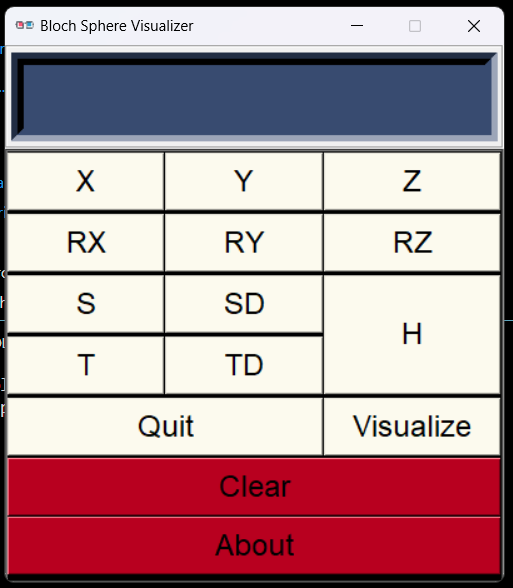 Bloch Sphere Visualizer
X Y Z
RX RY RZ
S SD
H
T TD
Quit Visualize
Clear
About